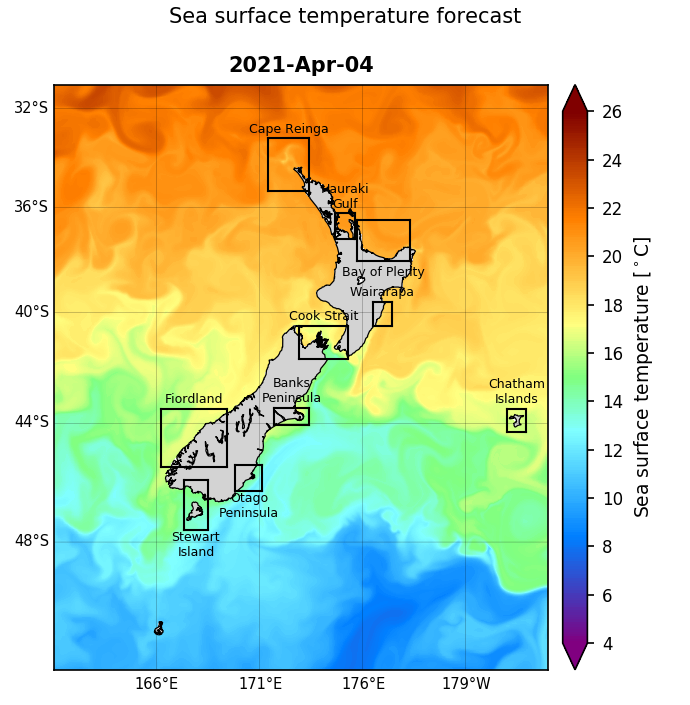 Sea surface temperature forecast
2021-Apr-04
32°S
36°S
40°S
44°S
48°S
Cape Reinga
Hauraki
Gulf
Bay of Plenty
Wairarapa
Cook Strait
Banks
Peninsula
Fiordland
Chatham
Islands
Otago
Peninsula
Stewart
Island
166°E
171°E
176°E
179°W
26
24
22
20
18
16
14
12
10
8
6
4
Sea surface temperature [°C]